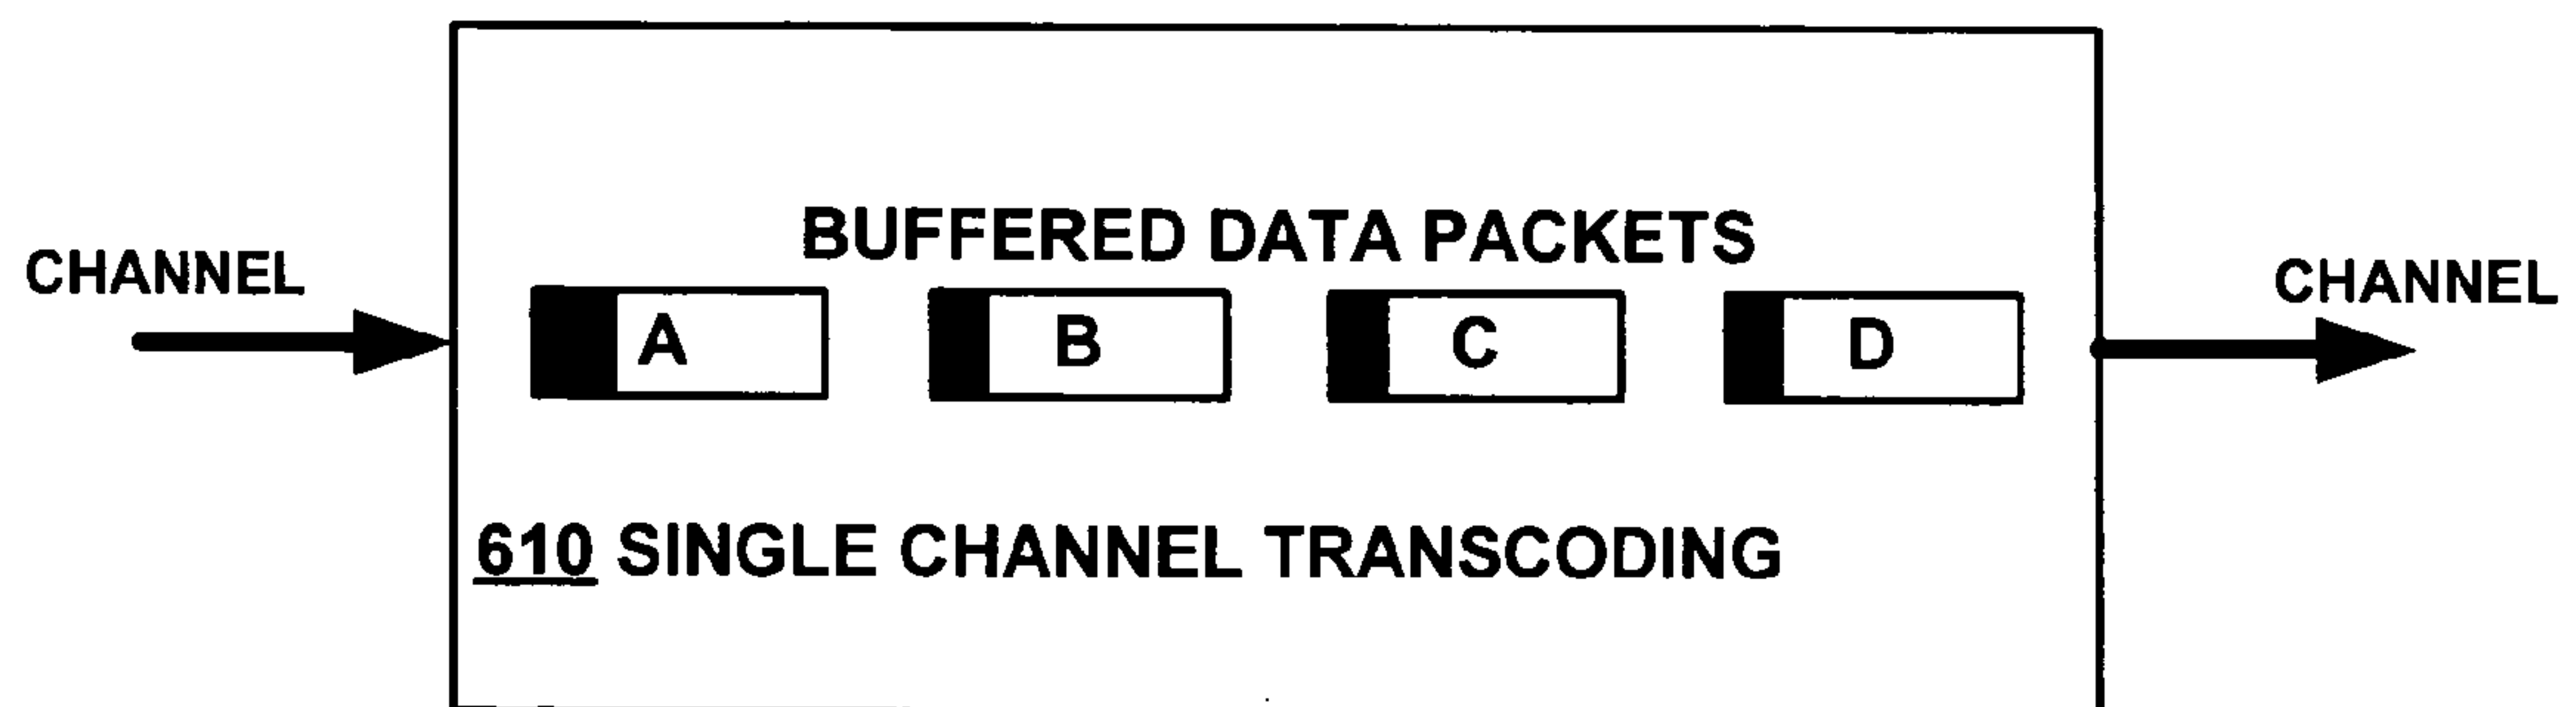 BUFFERED DATA PACKETS
CHANNEL
CHANNEL
A B C D
610 SINGLE CHANNEL TRANSCODING